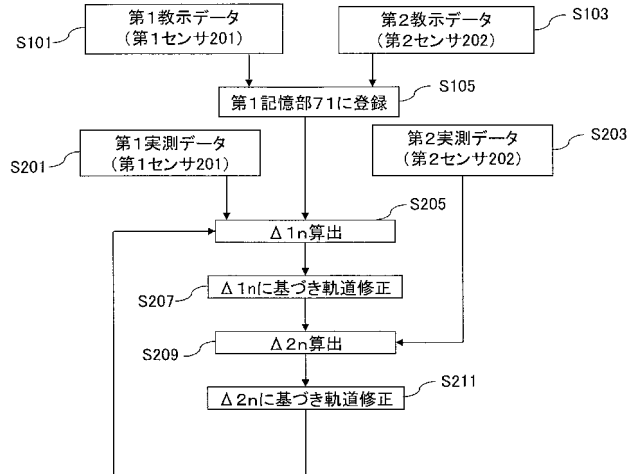 第1教示データ
(第1センサ201)
S101
第2教示データ
(第2センサ202)
S103
第1記憶部71に登録
S105
第1実測データ
(第1センサ201)
S201
第2実測データ
(第2センサ202)
S203
S205
Δ1n算出
Δ1nに基づき軌道修正
S207
Δ2n算出
S209
Δ2nに基づき軌道修正
S211